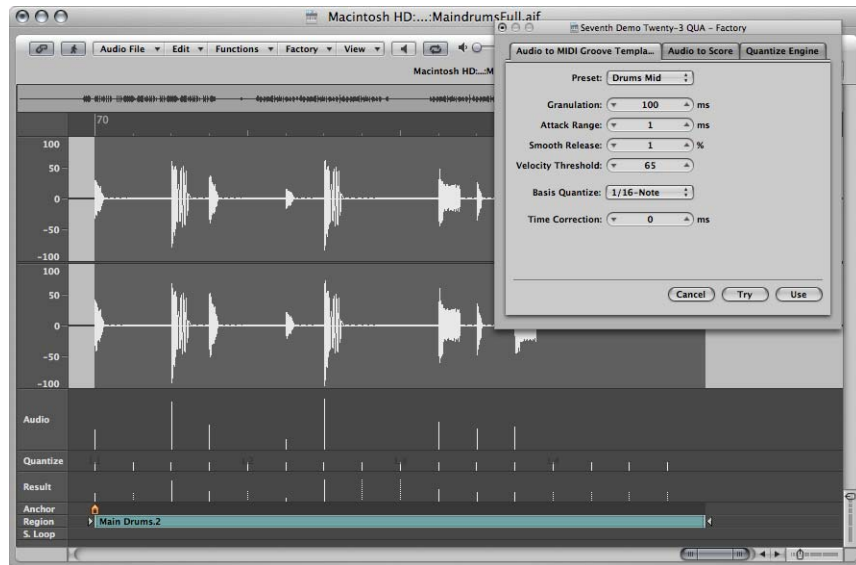 Macintosh HD:...:MaindrumsFull.aif
Seventh Demo Twenty-3 QUA - Factory
Audio File Edit Functions Factory View
Macintosh HD:...:M
Audio to MIDI Groove Templa... Audio to Score Quantize Engine
Preset: Drums Mid
Granulation: 100 ms
Attack Range: 1 ms
Smooth Release: 1 %
Velocity Threshold: 65
Basis Quantize: 1/16-Note
Time Correction: 0 ms
Cancel Try Use
70
100
50
0
-50
-100
100
50
0
-50
-100
Audio
Quantize
Result
Anchor
Region Main Drums.2
S. Loop